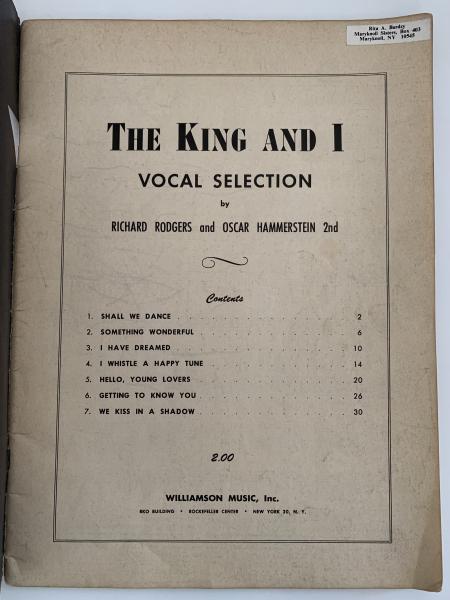 Rita A. Burdzy
Maryknoll Sisters, Box 403
Maryknoll, NY 10545
THE KING AND I
VOCAL SELECTION
by
RICHARD RODGERS and OSCAR HAMMERSTEIN 2nd
Contents
1. SHALL WE DANCE . . . . . . . . . . . . . . 2
2. SOMETHING WONDERFUL . . . . . . . . . . . . 6
3. I HAVE DREAMED . . . . . . . . . . . . . . 10
4. I WHISTLE A HAPPY TUNE . . . . . . . . . . . 14
5. HELLO, YOUNG LOVERS . . . . . . . . . . . . 20
6. GETTING TO KNOW YOU . . . . . . . . . . . . 26
7. WE KISS IN A SHADOW . . . . . . . . . . . . 30
2.00
WILLIAMSON MUSIC, Inc.
RKO BUILDING • ROCKEFELLER CENTER • NEW YORK 20, N. Y.